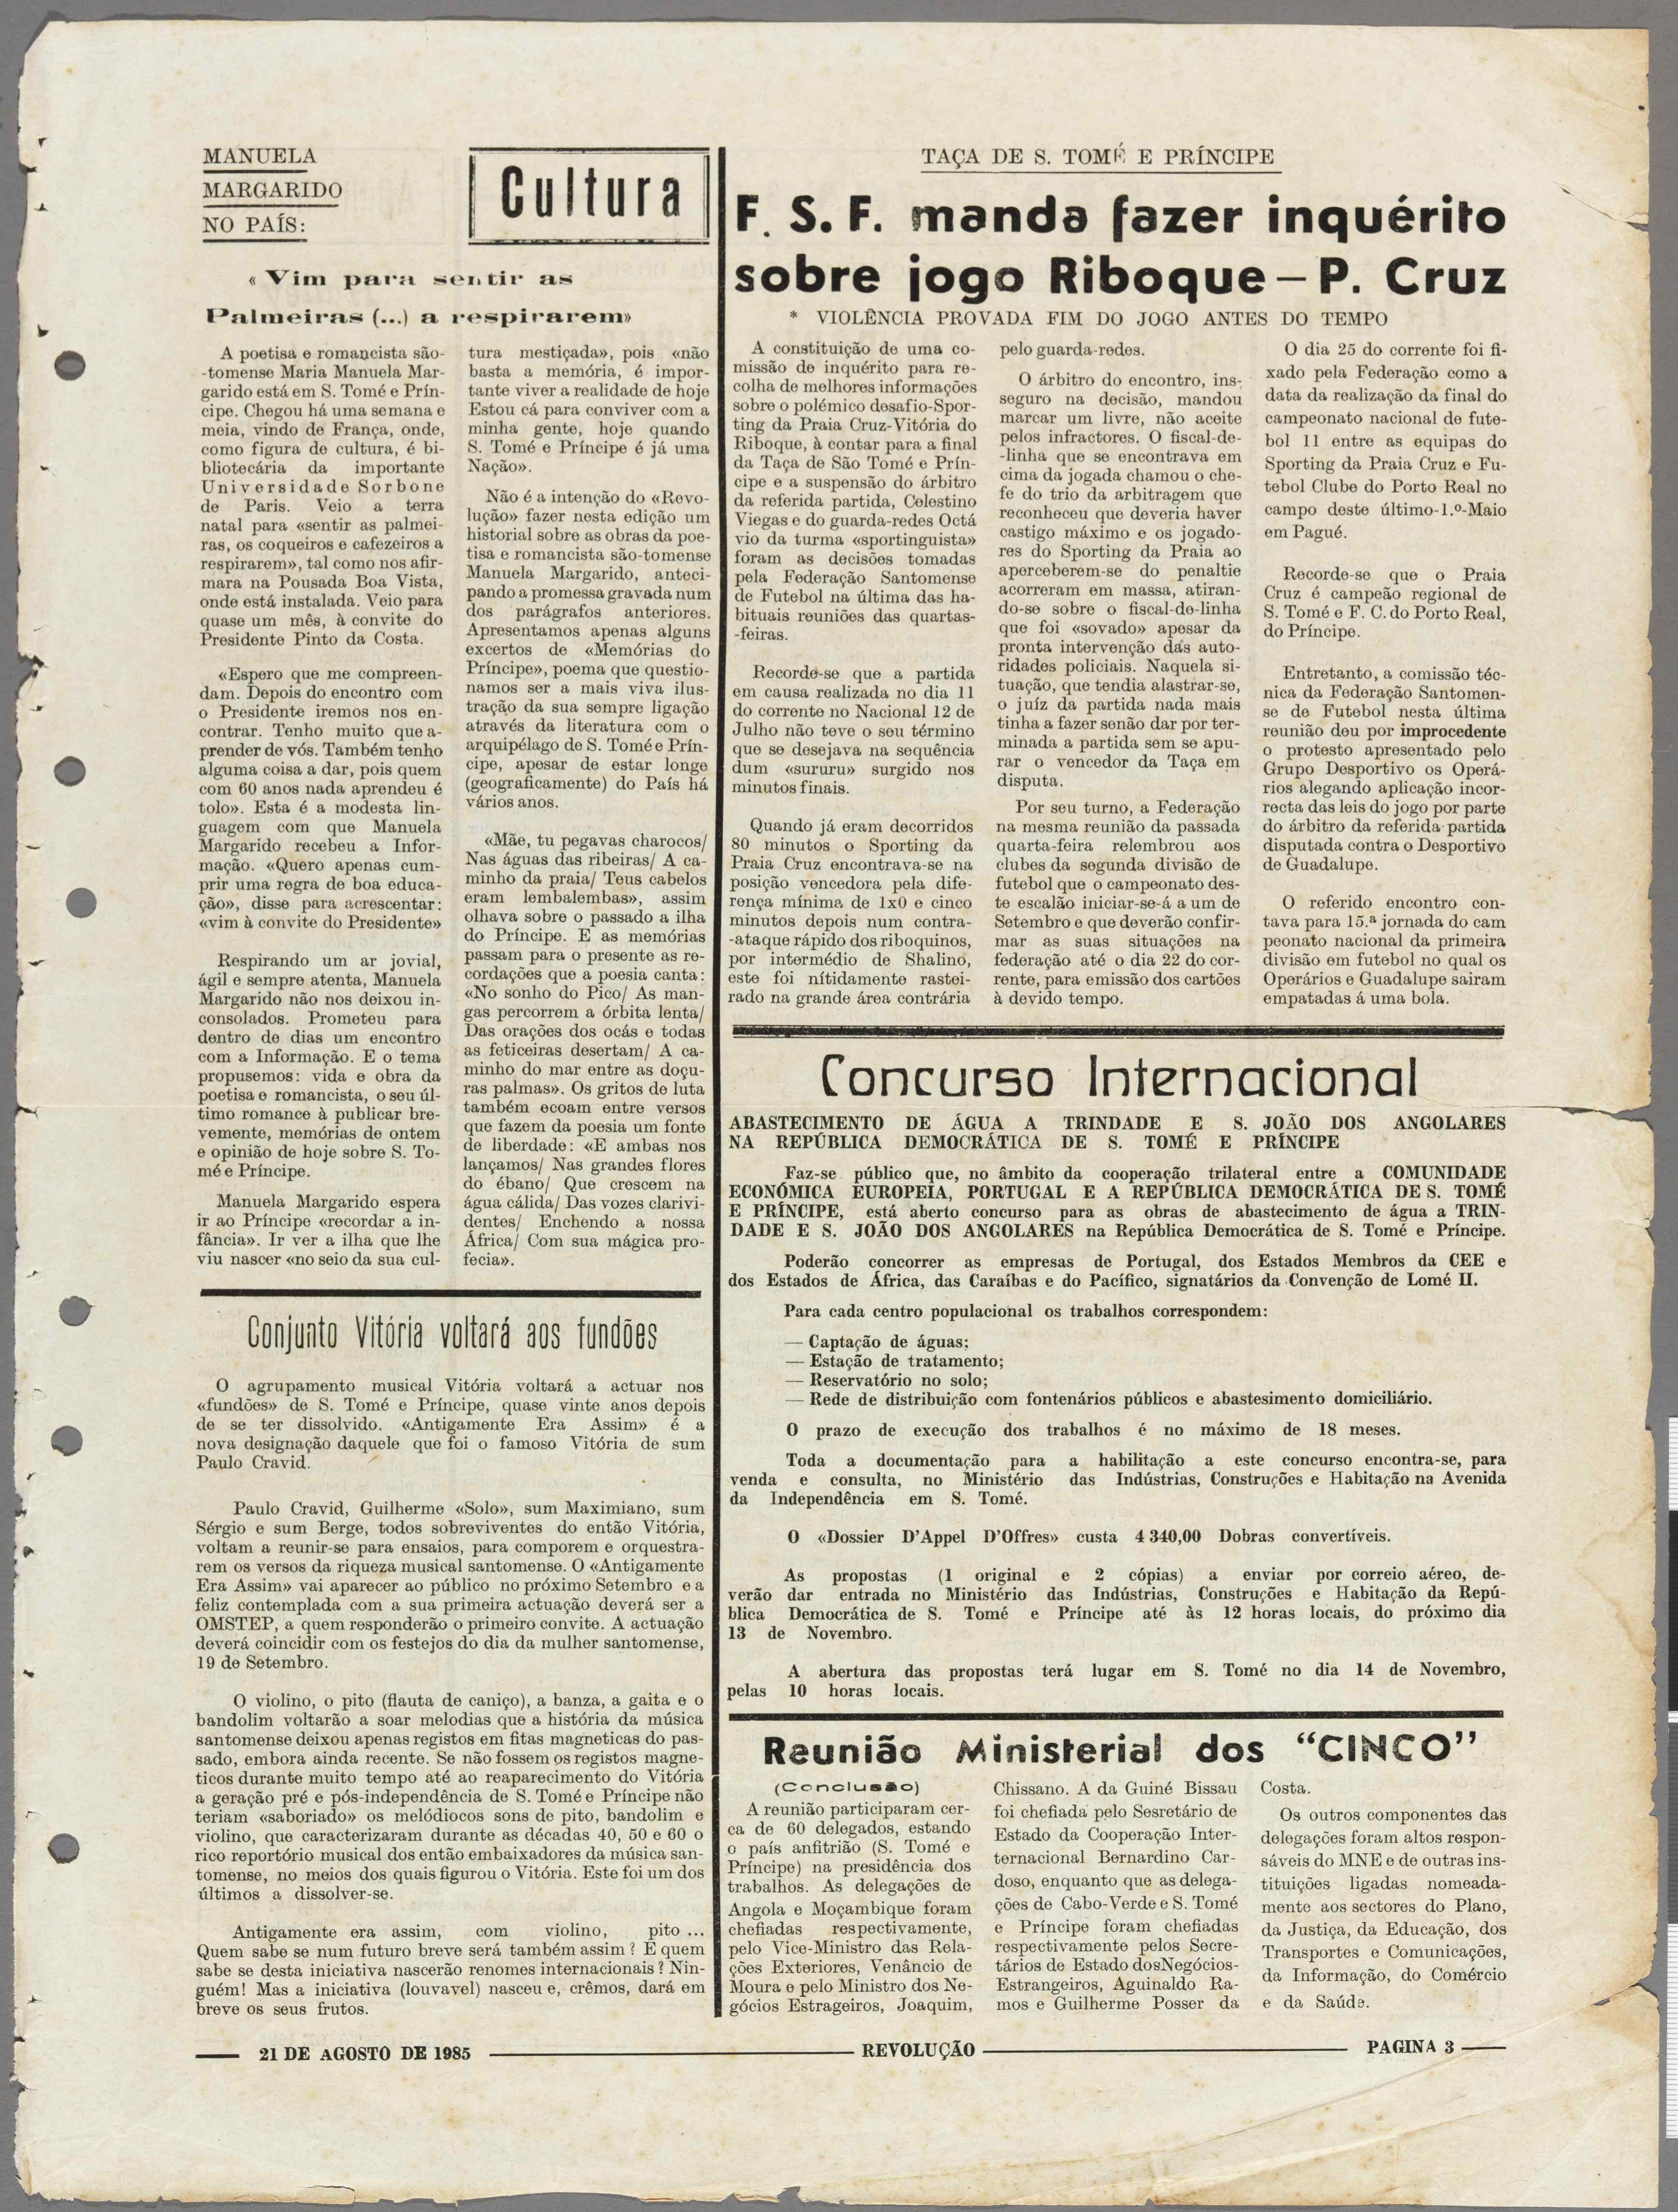 MANUELA
MARGARIDO
NO PAÍS:
Cultura
«Vim para sentir as
Palmeiras (...) a respirarem»
A poetisa e romancista são-
-tomense Maria Manuela Mar-
garido está em S. Tomé e Prín-
cipe. Chegou há uma semana e
meia, vindo de França, onde,
como figura de cultura, é bi-
bliotecária da importante
Universidade Sorbone
de Paris. Veio a terra
natal para «sentir as palmei-
ras, os coqueiros e cafezeiros a
respirarem», tal como nos afir-
mara na Pousada Boa Vista,
onde está instalada. Veio para
quase um mês, à convite do
Presidente Pinto da Costa.
«Espero que me compreen-
dam. Depois do encontro com
o Presidente iremos nos en-
contrar. Tenho muito que a-
prender de vós. Também tenho
alguma coisa a dar, pois quem
com 60 anos nada aprendeu é
tolo». Esta é a modesta lin-
guagem com que Manuela
Margarido recebeu a Infor-
mação. «Quero apenas cum-
prir uma regra de boa educa-
ção», disse para acrescentar:
«vim à convite do Presidente»
Respirando um ar jovial,
ágil e sempre atenta, Manuela
Margarido não nos deixou in-
consolados. Prometeu para
dentro de dias um encontro
com a Informação. E o tema
propusemos: vida e obra da
poetisa e romancista, o seu úl-
timo romance à publicar bre-
vemente, memórias de ontem
e opinião de hoje sobre S. To-
mé e Príncipe.
Manuela Margarido espera
ir ao Príncipe «recordar a in-
fância». Ir ver a ilha que lhe
viu nascer «no seio da sua cul-
tura mestiçada», pois «não
basta a memória, é impor-
tante viver a realidade de hoje
Estou cá para conviver com a
minha gente, hoje quando
S. Tomé e Príncipe é já uma
Nação».
Não é a intenção do «Revo-
lução» fazer nesta edição um
historial sobre as obras da poe-
tisa e romancista são-tomense
Manuela Margarido, anteci-
pando a promessa gravada num
dos parágrafos anteriores.
Apresentamos apenas alguns
excertos de «Memórias do
Príncipe», poema que questio-
namos ser a mais viva ilus-
tração da sua sempre ligação
através da literatura com o
arquipélago de S. Tomé e Prín-
cipe, apesar de estar longe
(geograficamente) do País há
vários anos.
«Mãe, tu pegavas charocos/
Nas águas das ribeiras/ A ca-
minho da praia/ Teus cabelos
eram lembalembas», assim
olhava sobre o passado a ilha
do Príncipe. E as memórias
passam para o presente as re-
cordações que a poesia canta:
«No sonho do Pico/ As man-
gas percorrem a órbita lenta/
Das orações dos ocás e todas
as feticeiras desertam/ A ca-
minho do mar entre as doçu-
ras palmas». Os gritos de luta
também ecoam entre versos
que fazem da poesia um fonte
de liberdade: «E ambas nos
lançamos/ Nas grandes flores
do ébano/ Que crescem na
água cálida/ Das vozes clarivi-
dentes/ Enchendo a nossa
África/ Com sua mágica pro-
fecia».
Conjunto Vitória voltará aos fundões
O agrupamento musical Vitória voltará a actuar nos
«fundões» de S. Tomé e Príncipe, quase vinte anos depois
de se ter dissolvido. «Antigamente Era Assim» é a
nova designação daquele que foi o famoso Vitória de sum
Paulo Cravid.
Paulo Cravid, Guilherme «Solo», sum Maximiano, sum
Sérgio e sum Berge, todos sobreviventes do então Vitória,
voltam a reunir-se para ensaios, para comporem e orquestra-
rem os versos da riqueza musical santomense. O «Antigamente
Era Assim» vai aparecer ao público no próximo Setembro e a
feliz contemplada com a sua primeira actuação deverá ser a
OMSTEP, a quem responderão o primeiro convite. A actuação
deverá coincidir com os festejos do dia da mulher santomense,
19 de Setembro.
O violino, o pito (flauta de caniço), a banza, a gaita e o
bandolim voltarão a soar melodias que a história da música
santomense deixou apenas registos em fitas magneticas do pas-
sado, embora ainda recente. Se não fossem os registos magne-
ticos durante muito tempo até ao reaparecimento do Vitória
a geração pré e pós-independência de S. Tomé e Príncipe não
teriam «saboriado» os melódiocos sons de pito, bandolim e
violino, que caracterizaram durante as décadas 40, 50 e 60 o
rico reportório musical dos então embaixadores da música san-
tomense, no meios dos quais figurou o Vitória. Este foi um dos
últimos a dissolver-se.
Antigamente era assim, com violino, pito ...
Quem sabe se num futuro breve será também assim? E quem
sabe se desta iniciativa nascerão renomes internacionais? Nin-
guém! Mas a iniciativa (louvavel) nasceu e, crêmos, dará em
breve os seus frutos.
TAÇA DE S. TOMÉ E PRÍNCIPE
F. S. F. manda fazer inquérito
sobre jogo Riboque – P. Cruz
* VIOLÊNCIA PROVADA FIM DO JOGO ANTES DO TEMPO
A constituição de uma co-
missão de inquérito para re-
colha de melhores informações
sobre o polémico desafio-Spor-
ting da Praia Cruz-Vitória do
Riboque, à contar para a final
da Taça de São Tomé e Prín-
cipe e a suspensão do árbitro
da referida partida, Celestino
Viegas e do guarda-redes Octá
vio da turma «sportinguista»
foram as decisões tomadas
pela Federação Santomense
de Futebol na última das ha-
bituais reuniões das quartas-
-feiras.
Recorde-se que a partida
em causa realizada no dia 11
do corrente no Nacional 12 de
Julho não teve o seu término
que se desejava na sequência
dum «sururu» surgido nos
minutos finais.
Quando já eram decorridos
80 minutos o Sporting da
Praia Cruz encontrava-se na
posição vencedora pela dife-
rença mínima de 1x0 e cinco
minutos depois num contra-
-ataque rápido dos riboquinos,
por intermédio de Shalino,
este foi nítidamente rastei-
rado na grande área contrária
pelo guarda-redes.
O árbitro do encontro, ins-
seguro na decisão, mandou
marcar um livre, não aceite
pelos infractores. O fiscal-de-
-linha que se encontrava em
cima da jogada chamou o che-
fe do trio da arbitragem que
reconheceu que deveria haver
castigo máximo e os jogado-
res do Sporting da Praia ao
aperceberem-se do penaltie
acorreram em massa, atiran-
do-se sobre o fiscal-de-linha
que foi «sovado» apesar da
pronta intervenção das auto-
ridades policiais. Naquela si-
tuação, que tendia alastrar-se,
o juíz da partida nada mais
tinha a fazer senão dar por ter-
minada a partida sem se apu-
rar o vencedor da Taça em
disputa.
Por seu turno, a Federação
na mesma reunião da passada
quarta-feira relembrou aos
clubes da segunda divisão de
futebol que o campeonato des-
te escalão iniciar-se-á a um de
Setembro e que deverão confir-
mar as suas situações na
federação até o dia 22 do cor-
rente, para emissão dos cartões
à devido tempo.
O dia 25 do corrente foi fi-
xado pela Federação como a
data da realização da final do
campeonato nacional de fute-
bol 11 entre as equipas do
Sporting da Praia Cruz e Fu-
tebol Clube do Porto Real no
campo deste último-1.º-Maio
em Pagué.
Recorde-se que o Praia
Cruz é campeão regional de
S. Tomé e F. C. do Porto Real,
do Príncipe.
Entretanto, a comissão téc-
nica da Federação Santomen-
se de Futebol nesta última
reunião deu por improcedente
o protesto apresentado pelo
Grupo Desportivo os Operá-
rios alegando aplicação incor-
recta das leis do jogo por parte
do árbitro da referida partida
disputada contra o Desportivo
de Guadalupe.
O referido encontro con-
tava para 15.ª jornada do cam
peonato nacional da primeira
divisão em futebol no qual os
Operários e Guadalupe sairam
empatadas á uma bola.
Concurso Internacional
ABASTECIMENTO DE ÁGUA A TRINDADE E S. JOÃO DOS ANGOLARES
NA REPÚBLICA DEMOCRÁTICA DE S. TOMÉ E PRÍNCIPE
Faz-se público que, no âmbito da cooperação trilateral entre a COMUNIDADE
ECONÓMICA EUROPEIA, PORTUGAL E A REPÚBLICA DEMOCRÁTICA DE S. TOMÉ
E PRÍNCIPE, está aberto concurso para as obras de abastecimento de água a TRIN-
DADE E S. JOÃO DOS ANGOLARES na República Democrática de S. Tomé e Príncipe.
Poderão concorrer as empresas de Portugal, dos Estados Membros da CEE e
dos Estados de África, das Caraíbas e do Pacífico, signatários da Convenção de Lomé II.
Para cada centro populacional os trabalhos correspondem:
— Captação de águas;
— Estação de tratamento;
— Reservatório no solo;
— Rede de distribuição com fontenários públicos e abastesimento domiciliário.
O prazo de execução dos trabalhos é no máximo de 18 meses.
Toda a documentação para a habilitação a este concurso encontra-se, para
venda e consulta, no Ministério das Indústrias, Construções e Habitação na Avenida
da Independência em S. Tomé.
O «Dossier D'Appel D'Offres» custa 4 340,00 Dobras convertíveis.
As propostas (1 original e 2 cópias) a enviar por correio aéreo, de-
verão dar entrada no Ministério das Indústrias, Construções e Habitação da Repú-
blica Democrática de S. Tomé e Príncipe até às 12 horas locais, do próximo dia
13 de Novembro.
A abertura das propostas terá lugar em S. Tomé no dia 14 de Novembro,
pelas 10 horas locais.
Reunião Ministerial dos "CINCO"
(Conclusão)
A reunião participaram cer-
ca de 60 delegados, estando
o país anfitrião (S. Tomé e
Príncipe) na presidência dos
trabalhos. As delegações de
Angola e Moçambique foram
chefiadas respectivamente,
pelo Vice-Ministro das Rela-
ções Exteriores, Venâncio de
Moura e pelo Ministro dos Ne-
gócios Estrageiros, Joaquim,
Chissano. A da Guiné Bissau
foi chefiada pelo Sesretário de
Estado da Cooperação Inter-
ternacional Bernardino Car-
doso, enquanto que as delega-
ções de Cabo-Verde e S. Tomé
e Príncipe foram chefiadas
respectivamente pelos Secre-
tários de Estado dosNegócios-
Estrangeiros, Aguinaldo Ra-
mos e Guilherme Posser da
Costa.
Os outros componentes das
delegações foram altos respon-
sáveis do MNE e de outras ins-
tituições ligadas nomeada-
mente aos sectores do Plano,
da Justiça, da Educação, dos
Transportes e Comunicações,
da Informação, do Comércio
e da Saúde.
21 DE AGOSTO DE 1985
REVOLUÇÃO
PAGINA 3